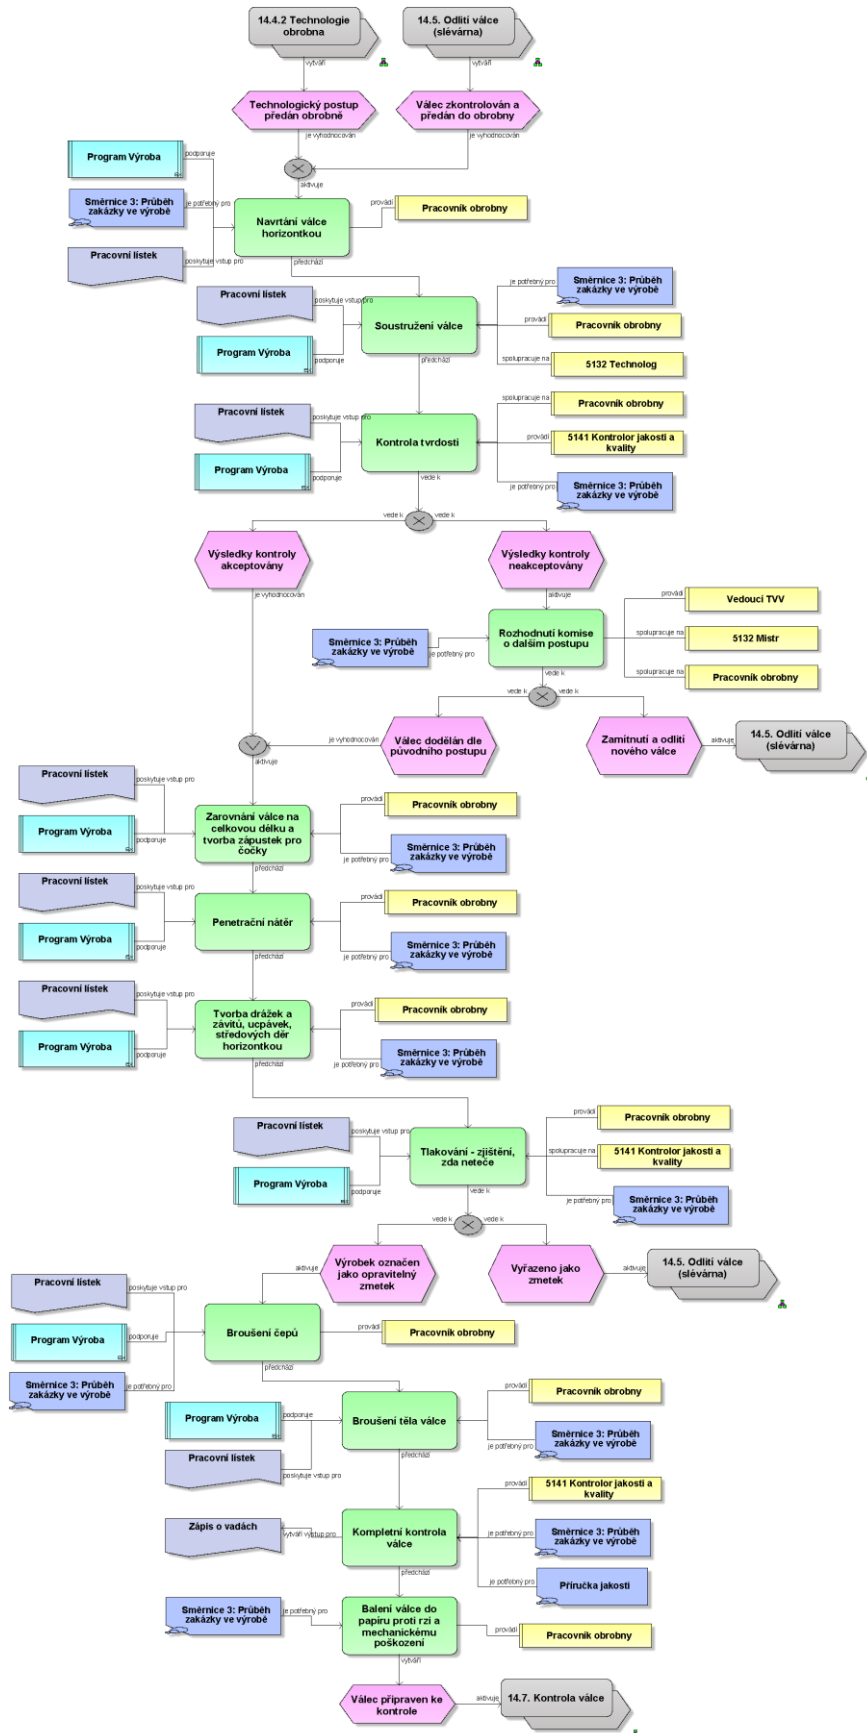 14.4.2 Technologie
obrobna
14.5. Odlití válce
(slévárna)
vytváří
vytváří
Technologický postup
předán obrobně
Válec zkontrolován a
předán do obrobny
je vyhodnocován
je vyhodnocován
Program Výroba
podporuje
aktivuje
Směrnice 3: Průběh
zakázky ve výrobě
je potřebný pro
Navrtání válce
horizontkou
provádí
Pracovník obrobny
Pracovní lístek
poskytuje vstup pro
předchází
Pracovní lístek
poskytuje vstup pro
je potřebný pro
Směrnice 3: Průběh
zakázky ve výrobě
Soustružení válce
provádí
Pracovník obrobny
Program Výroba
podporuje
předchází
spolupracuje na
5132 Technolog
Pracovní lístek
poskytuje vstup pro
spolupracuje na
Pracovník obrobny
Kontrola tvrdosti
provádí
5141 Kontrolor jakosti a
kvality
Program Výroba
podporuje
vede k
je potřebný pro
Směrnice 3: Průběh
zakázky ve výrobě
vede k
vede k
Výsledky kontroly
akceptovány
Výsledky kontroly
neakceptovány
je vyhodnocován
aktivuje
provádí
Vedoucí TVV
Směrnice 3: Průběh
zakázky ve výrobě
je potřebný pro
Rozhodnutí komise
o dalším postupu
spolupracuje na
5132 Mistr
vede k
spolupracuje na
Pracovník obrobny
vede k
vede k
je vyhodnocován
Válec dodělán dle
původního postupu
Zamítnutí a odlití
nového válce
aktivuje
14.5. Odlití válce
(slévárna)
aktivuje
Pracovní lístek
poskytuje vstup pro
provádí
Pracovník obrobny
Zarovnání válce na
celkovou délku a
tvorba zápustek pro
čočky
Program Výroba
podporuje
je potřebný pro
Směrnice 3: Průběh
zakázky ve výrobě
předchází
Pracovní lístek
poskytuje vstup pro
provádí
Pracovník obrobny
Penetrační nátěr
Program Výroba
podporuje
předchází
je potřebný pro
Směrnice 3: Průběh
zakázky ve výrobě
Pracovní lístek
poskytuje vstup pro
provádí
Pracovník obrobny
Tvorba drážek a
závitů, ucpávek,
středových děr
horizontkou
Program Výroba
podporuje
předchází
je potřebný pro
Směrnice 3: Průběh
zakázky ve výrobě
Pracovní lístek
poskytuje vstup pro
provádí
Pracovník obrobny
Tlakování - zjištění,
zda neteče
spolupracuje na
5141 Kontrolor jakosti a
kvality
Program Výroba
podporuje
vede k
je potřebný pro
Směrnice 3: Průběh
zakázky ve výrobě
vede k
vede k
Výrobek označen
jako opravitelný
zmetek
Vyřazeno jako
zmetek
aktivuje
14.5. Odlití válce
(slévárna)
aktivuje
Pracovní lístek
poskytuje vstup pro
Program Výroba
podporuje
Broušení čepů
provádí
Pracovník obrobny
Směrnice 3: Průběh
zakázky ve výrobě
je potřebný pro
předchází
provádí
Pracovník obrobny
Program Výroba
podporuje
Broušení těla válce
je potřebný pro
Směrnice 3: Průběh
zakázky ve výrobě
Pracovní lístek
poskytuje vstup pro
předchází
provádí
5141 Kontrolor jakosti a
kvality
Zápis o vadách
vytváří výstup pro
Kompletní kontrola
válce
je potřebný pro
Směrnice 3: Průběh
zakázky ve výrobě
předchází
je potřebný pro
Příručka jakosti
Směrnice 3: Průběh
zakázky ve výrobě
je potřebný pro
Balení válce do
papíru proti rzi a
mechanickému
poškození
provádí
Pracovník obrobny
vytváří
Válec připraven ke
kontrole
aktivuje
14.7. Kontrola válce